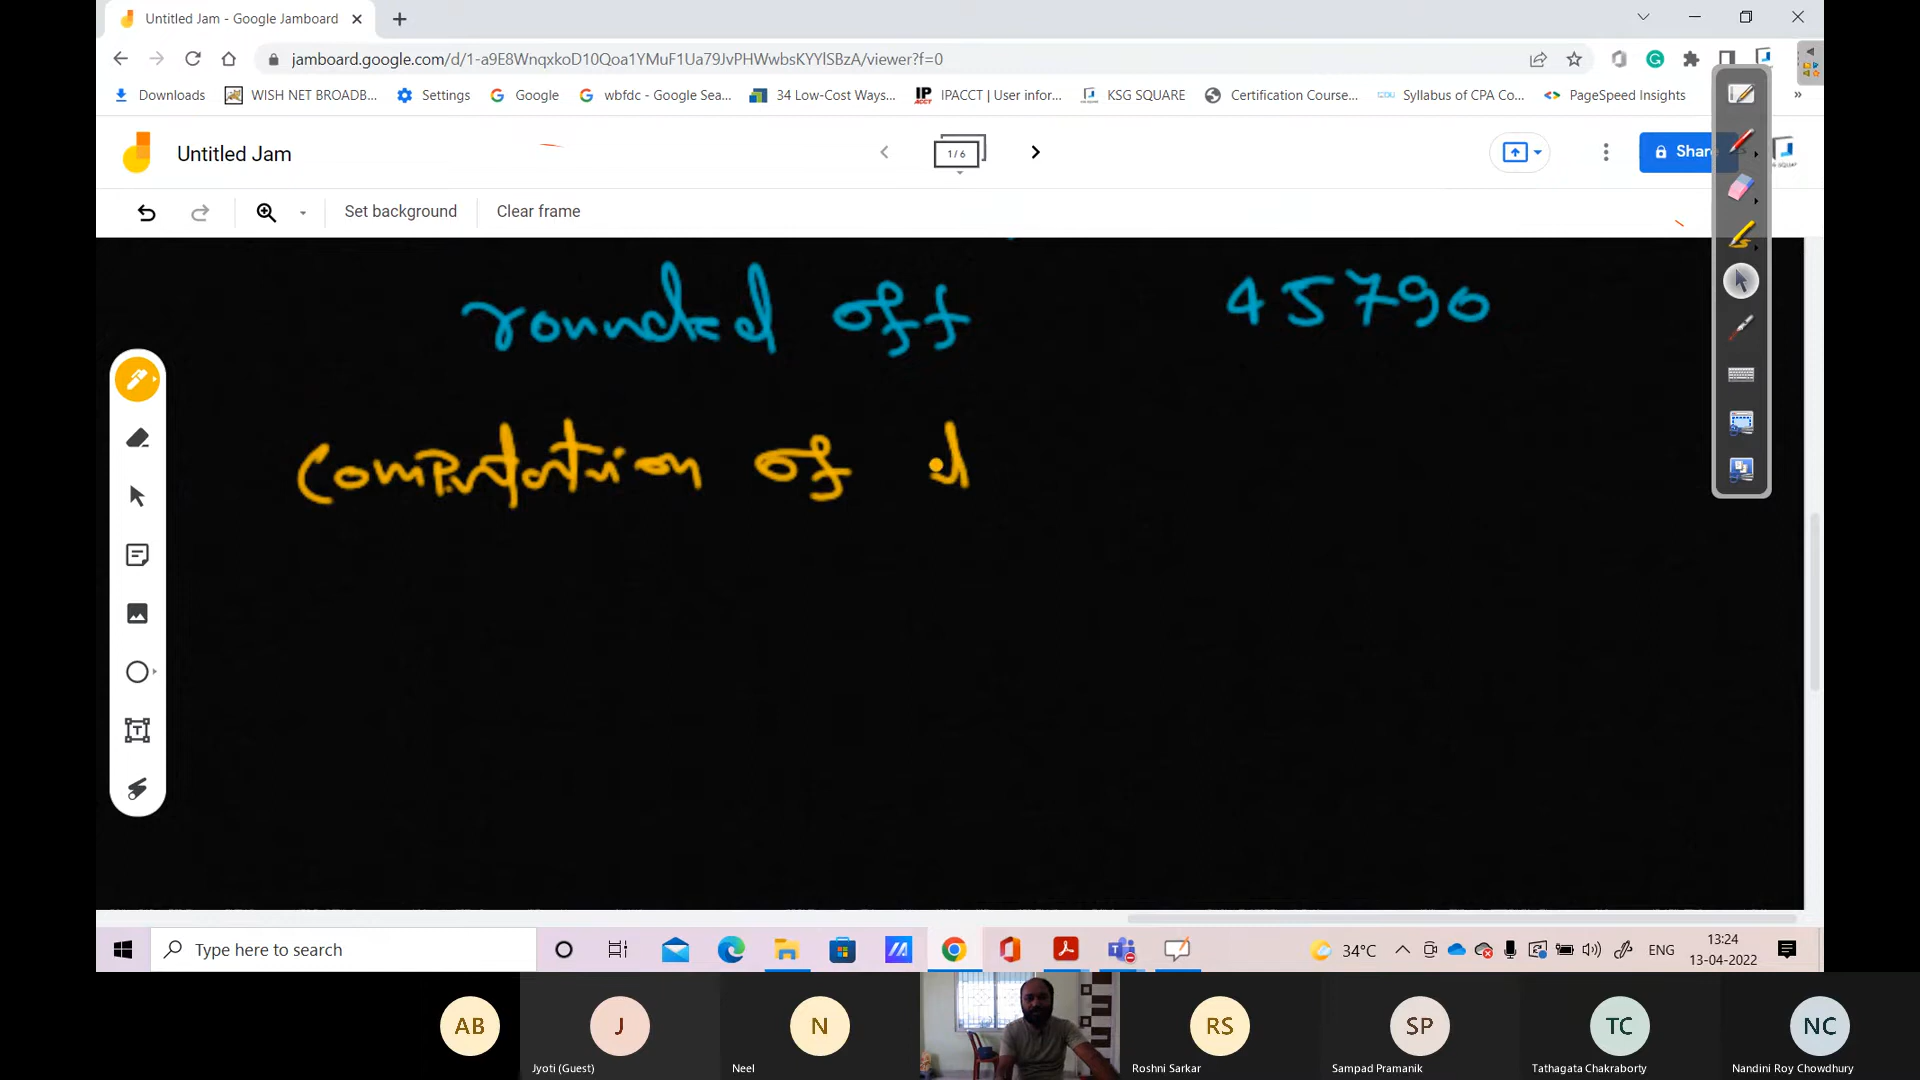 Untitled Jam - Google Jamboard
jamboard.google.com/d/1-a9E8WnqxkoD10Qoa1YMuF1Ua79JvPHWwbsKYYlSBzA/viewer?f=0
Downloads WISH NET BROADB... Settings Google wbfdc - Google Sea... 34 Low-Cost Ways... IPACCT | User infor... KSG SQUARE Certification Course... Syllabus of CPA Co... PageSpeed Insights
Untitled Jam 1 / 6 Share
Set background Clear frame
rounded off 45790
Computation of
Type here to search 34°C ENG 13:24
13-04-2022
AB J N RS SP TC NC
Jyoti (Guest) Neel Roshni Sarkar Sampad Pramanik Tathagata Chakraborty Nandini Roy Chowdhury